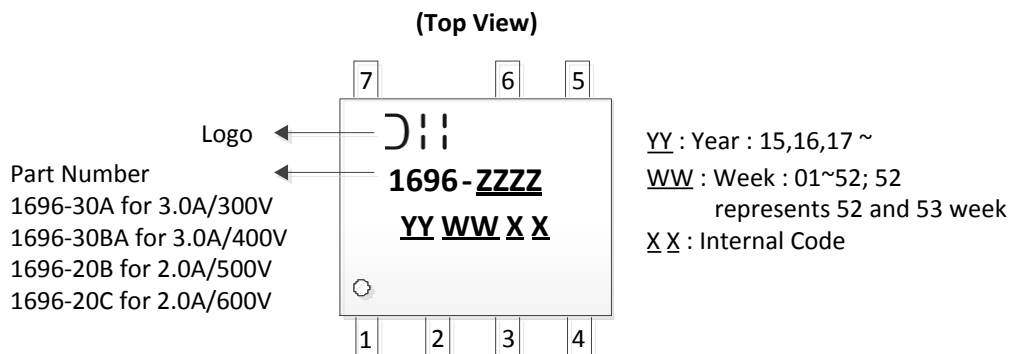 (Top View)
7 6 5
Logo
1696-ZZZZ
YY WW X X
Part Number
1696-30A for 3.0A/300V
1696-30BA for 3.0A/400V
1696-20B for 2.0A/500V
1696-20C for 2.0A/600V
YY : Year : 15,16,17 ~
WW : Week : 01~52; 52
represents 52 and 53 week
X X : Internal Code
1 2 3 4